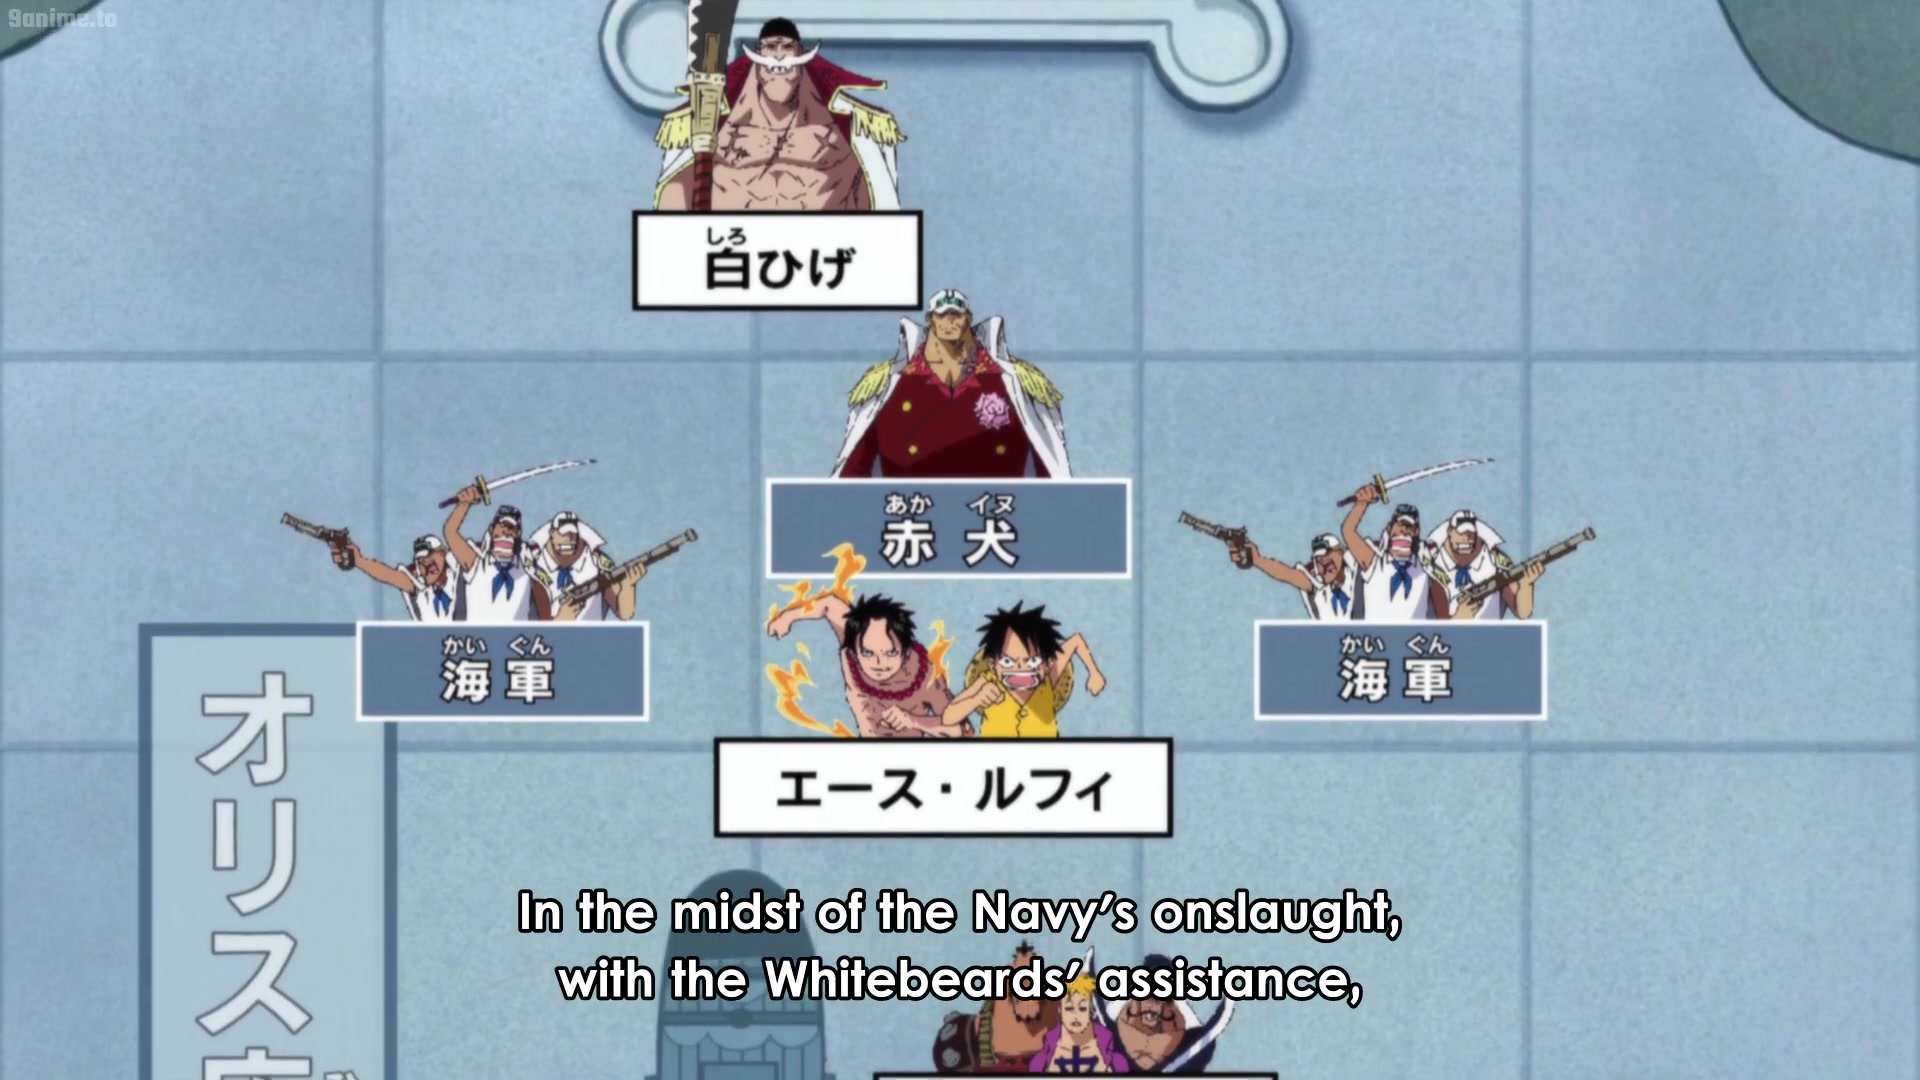 9anime.to
しろ
白ひげ
あか イヌ
赤犬
かい ぐん
海軍
かい ぐん
海軍
エース・ルフィ
オリス
In the midst of the Navy's onslaught,
with the Whitebeards' assistance,